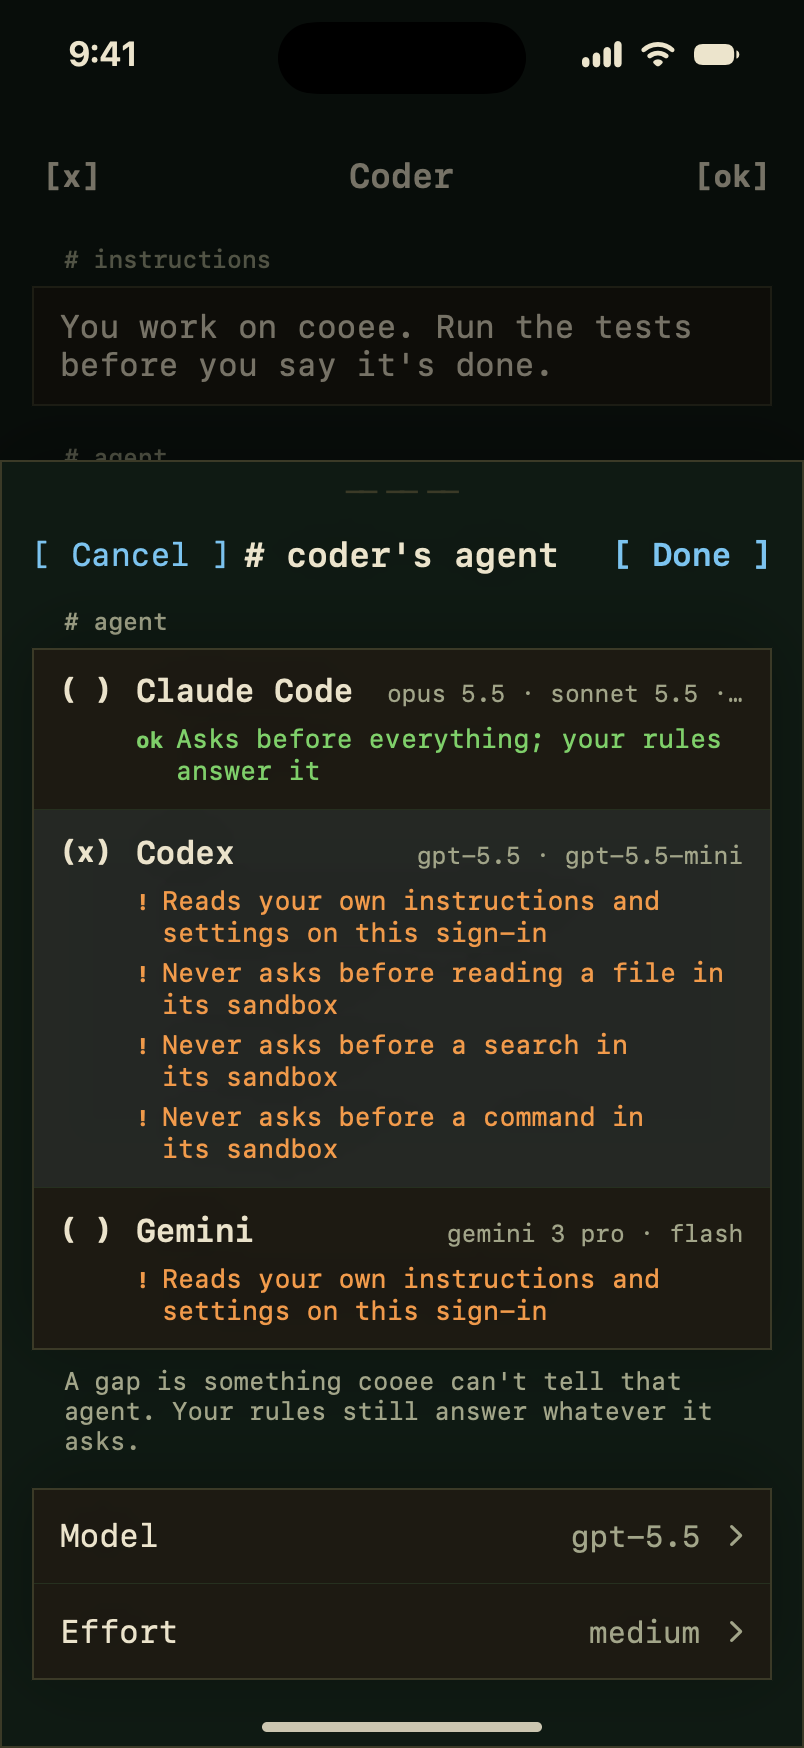 9:41
[x] Coder [ok]
# instructions
You work on cooee. Run the tests
before you say it's done.
# agent
[ Cancel ] # coder's agent [ Done ]
# agent
( ) Claude Code opus 5.5 · sonnet 5.5 ·…
ok Asks before everything; your rules
answer it
(x) Codex gpt-5.5 · gpt-5.5-mini
! Reads your own instructions and
settings on this sign-in
! Never asks before reading a file in
its sandbox
! Never asks before a search in
its sandbox
! Never asks before a command in
its sandbox
( ) Gemini gemini 3 pro · flash
! Reads your own instructions and
settings on this sign-in
A gap is something cooee can't tell that
agent. Your rules still answer whatever it
asks.
Model gpt-5.5 >
Effort medium >